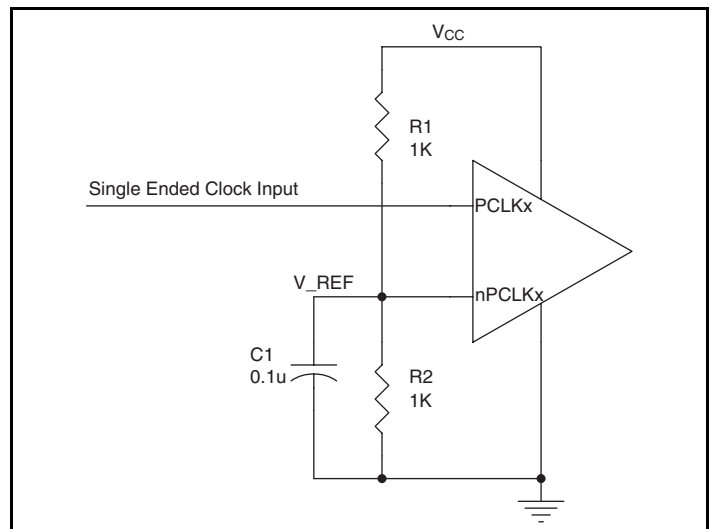 VCC
R1
1K
Single Ended Clock Input
PCLKx
V_REF
nPCLKx
C1
0.1u
R2
1K